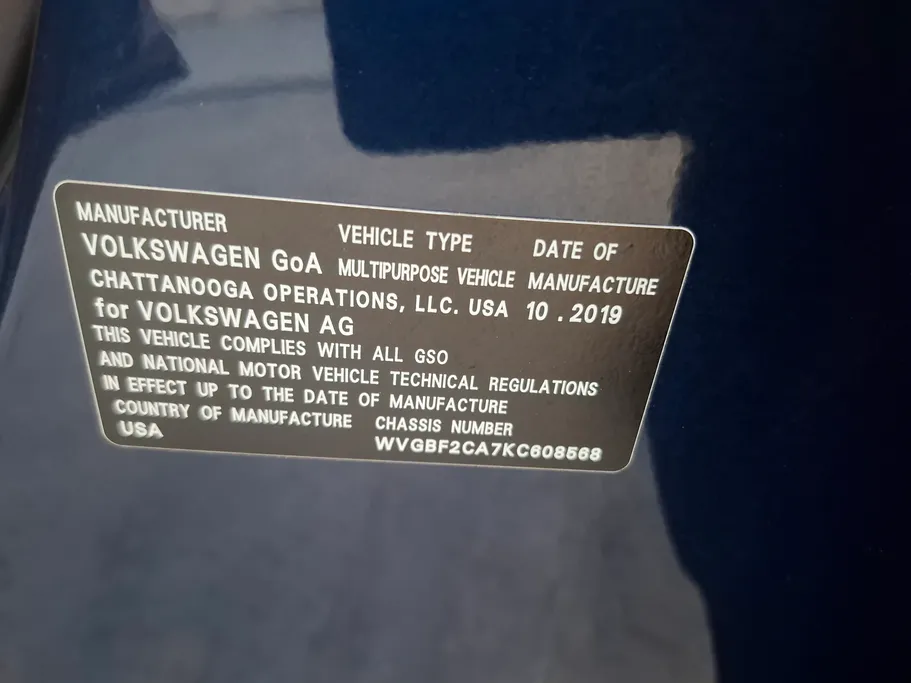 MANUFACTURER VEHICLE TYPE DATE OF
VOLKSWAGEN GoA MULTIPURPOSE VEHICLE MANUFACTURE
CHATTANOOGA OPERATIONS, LLC. USA 10 . 2019
for VOLKSWAGEN AG
THIS VEHICLE COMPLIES WITH ALL GSO
AND NATIONAL MOTOR VEHICLE TECHNICAL REGULATIONS
IN EFFECT UP TO THE DATE OF MANUFACTURE
COUNTRY OF MANUFACTURE CHASSIS NUMBER
USA WVGBF2CA7KC608568